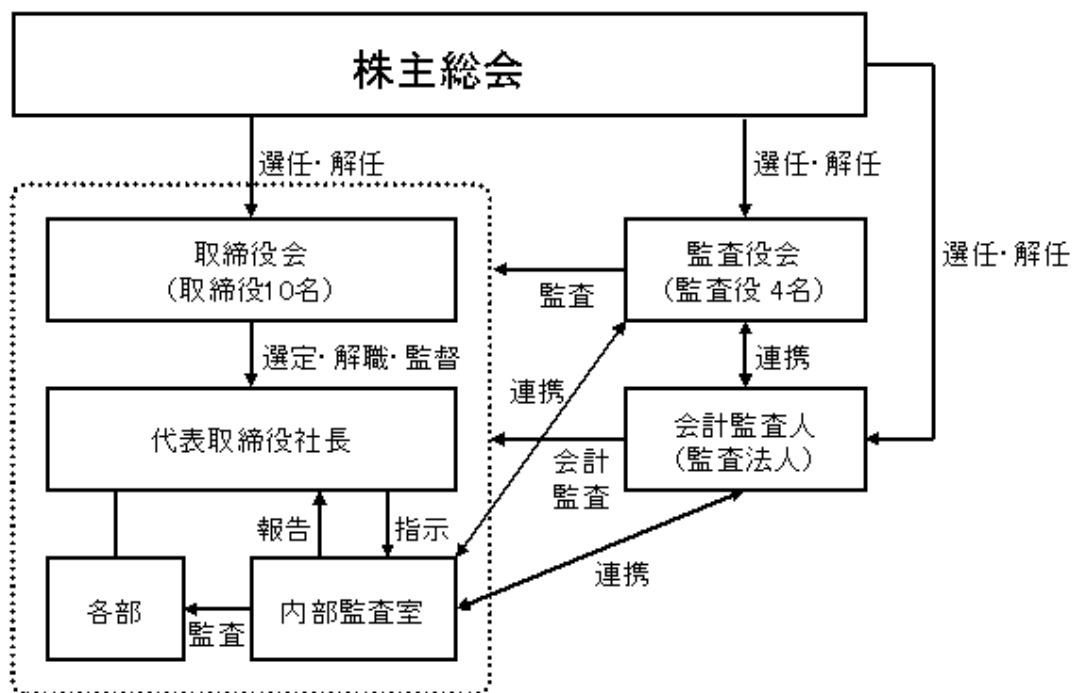 株主総会
選任・解任
選任・解任
選任・解任
取締役会
(取締役10名)
監査役会
(監査役 4名)
監査
選定・解職・監督
連携
連携
代表取締役社長
会計監査人
(監査法人)
会計
監査
報告
指示
連携
各部
監査
内部監査室